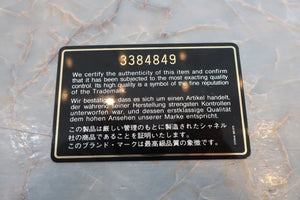 3384849
We certify the authenticity of this item and confirm
that it has been subjected to the most exacting quality
control. Its high quality is a symbol of the fine reputation
of the Trademark.
Wir bestätigen, dass es sich um einen Artikel handelt,
der während seiner Herstellung strengsten Kontrollen
unterworfen war, und dessen erstklassige Qualität
dem hohen Ansehen unserer Marke entspricht.
この製品は厳しい管理のもとに製造されたシャネル
社の商品であることを証明いたします。
このブランド・マークは最高級品質の象徴です。